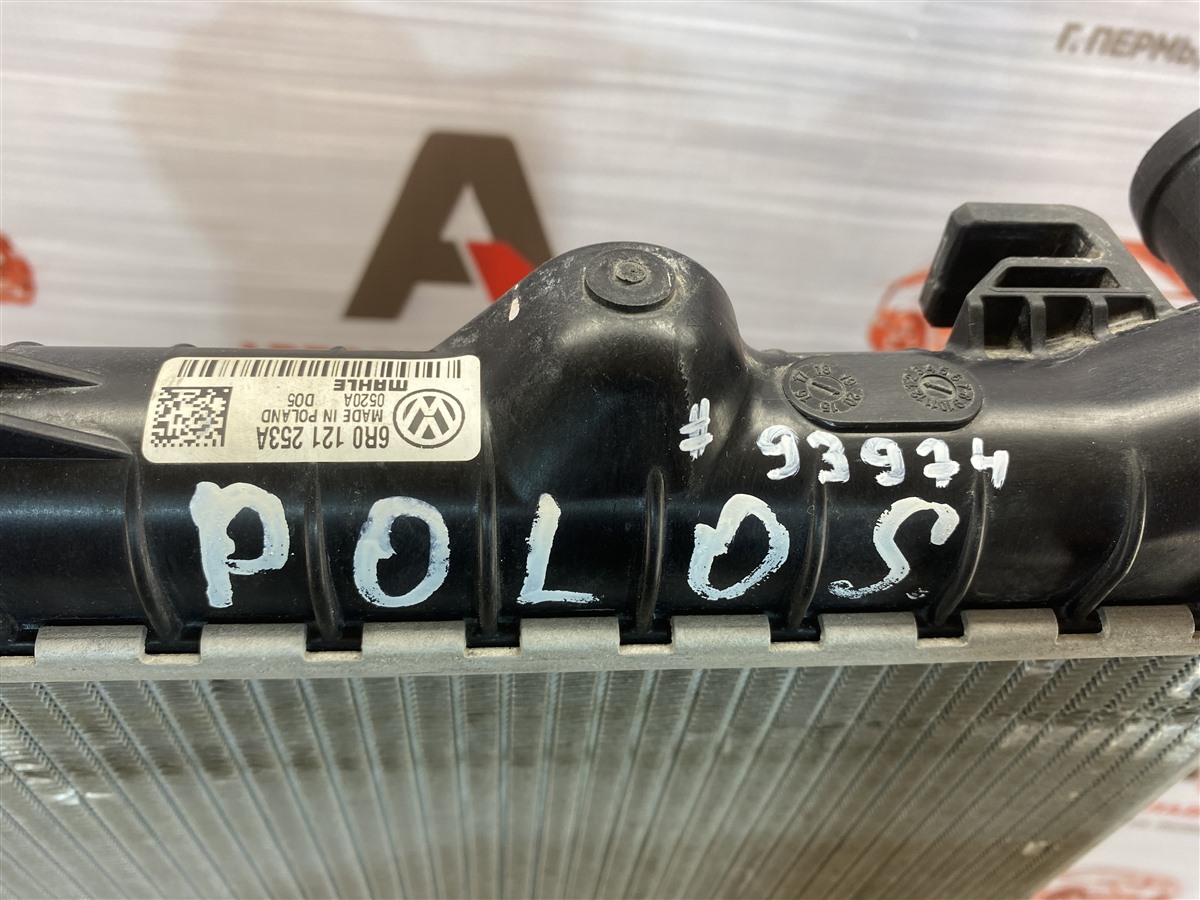 Г. ПЕРМЬ
6R0 121 253A
MADE IN POLAND
0520A D05
MAHLE
# 93974
POLOS